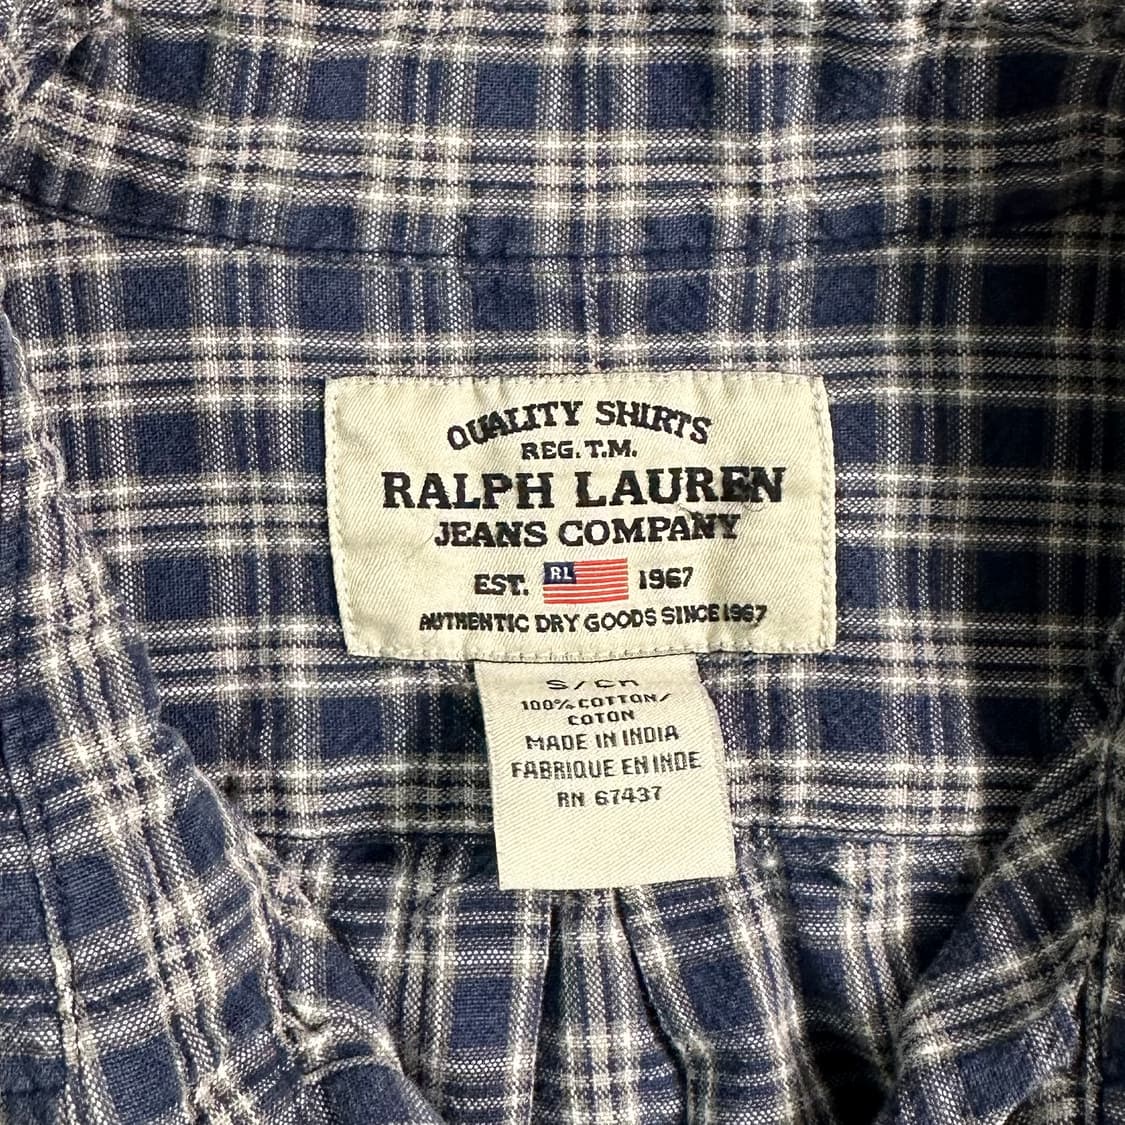 QUALITY SHIRTS
REG. T.M.
RALPH LAUREN
JEANS COMPANY
EST. RL 1967
AUTHENTIC DRY GOODS SINCE 1967
S/CH
100% COTTON/
COTON
MADE IN INDIA
FABRIQUE EN INDE
RN 67437